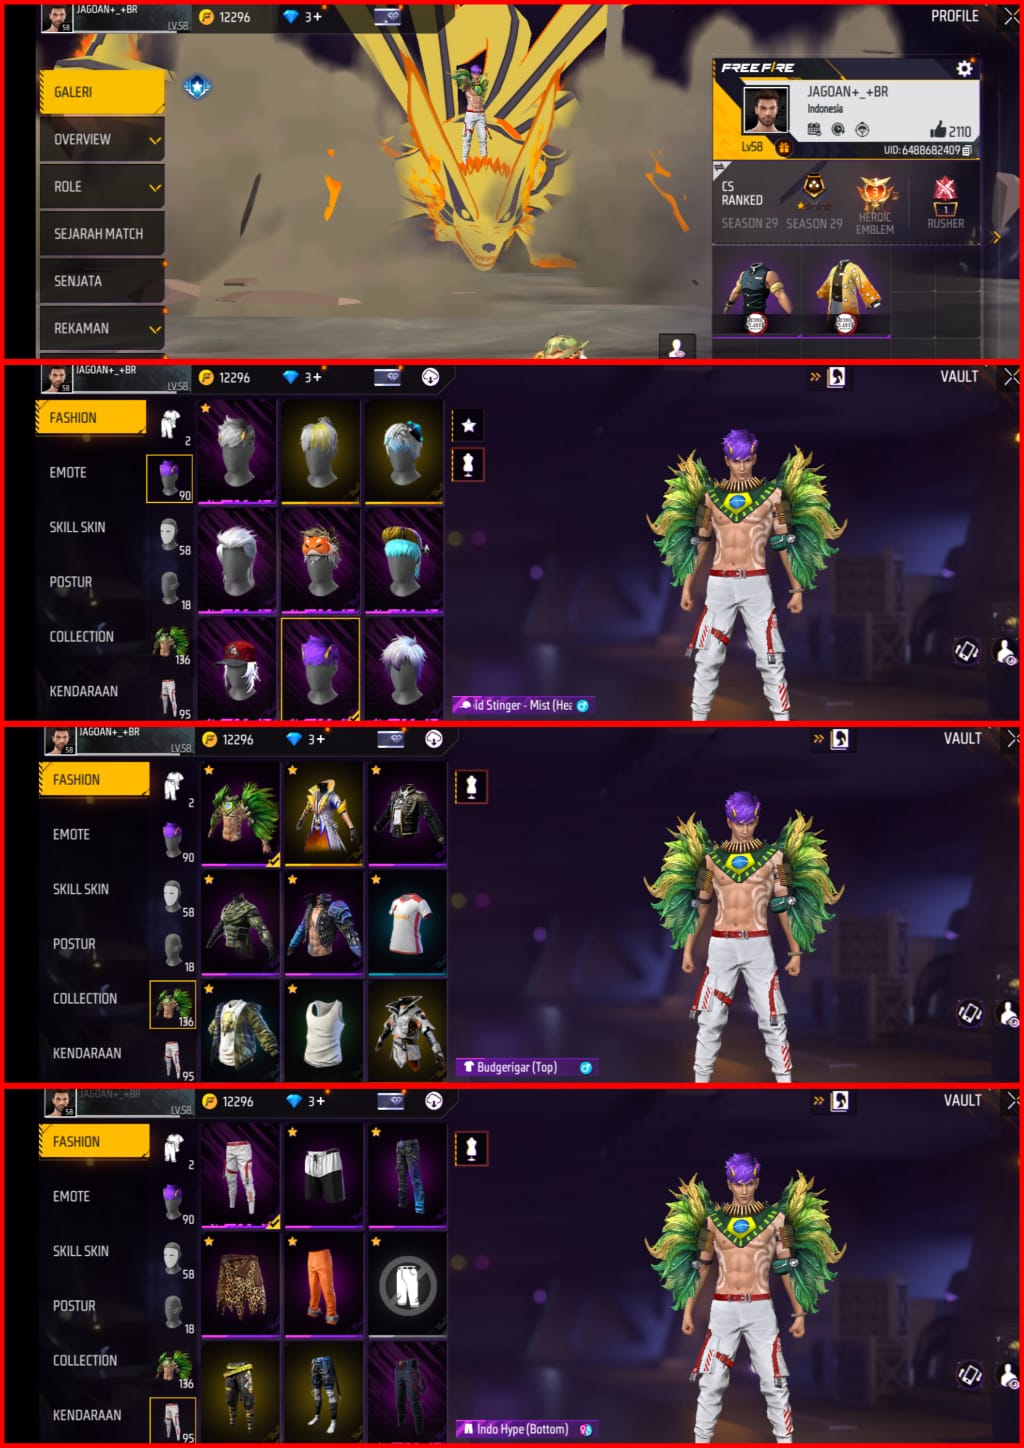 JAGOAN+_+BR
58
LV.58
12296
3+
PROFILE
GALERI
OVERVIEW
ROLE
SEJARAH MATCH
SENJATA
REKAMAN
FREE FIRE
JAGOAN+_+BR
Indonesia
2110
Lv58
UID:6488682409
CS
RANKED
SEASON 29
SEASON 29
3
HEROIC
EMBLEM
1
RUSHER
JAGOAN+_+BR
58
LV.58
12296
3+
VAULT
FASHION
2
EMOTE
90
SKILL SKIN
58
POSTUR
18
COLLECTION
136
KENDARAAN
95
id Stinger - Mist (Hea
JAGOAN+_+BR
58
LV.58
12296
3+
VAULT
FASHION
2
EMOTE
90
SKILL SKIN
58
POSTUR
18
COLLECTION
136
KENDARAAN
95
Budgerigar (Top)
JAGOAN+_+BR
58
LV.58
12296
3+
VAULT
FASHION
2
EMOTE
90
SKILL SKIN
58
POSTUR
18
COLLECTION
136
KENDARAAN
95
Indo Hype (Bottom)